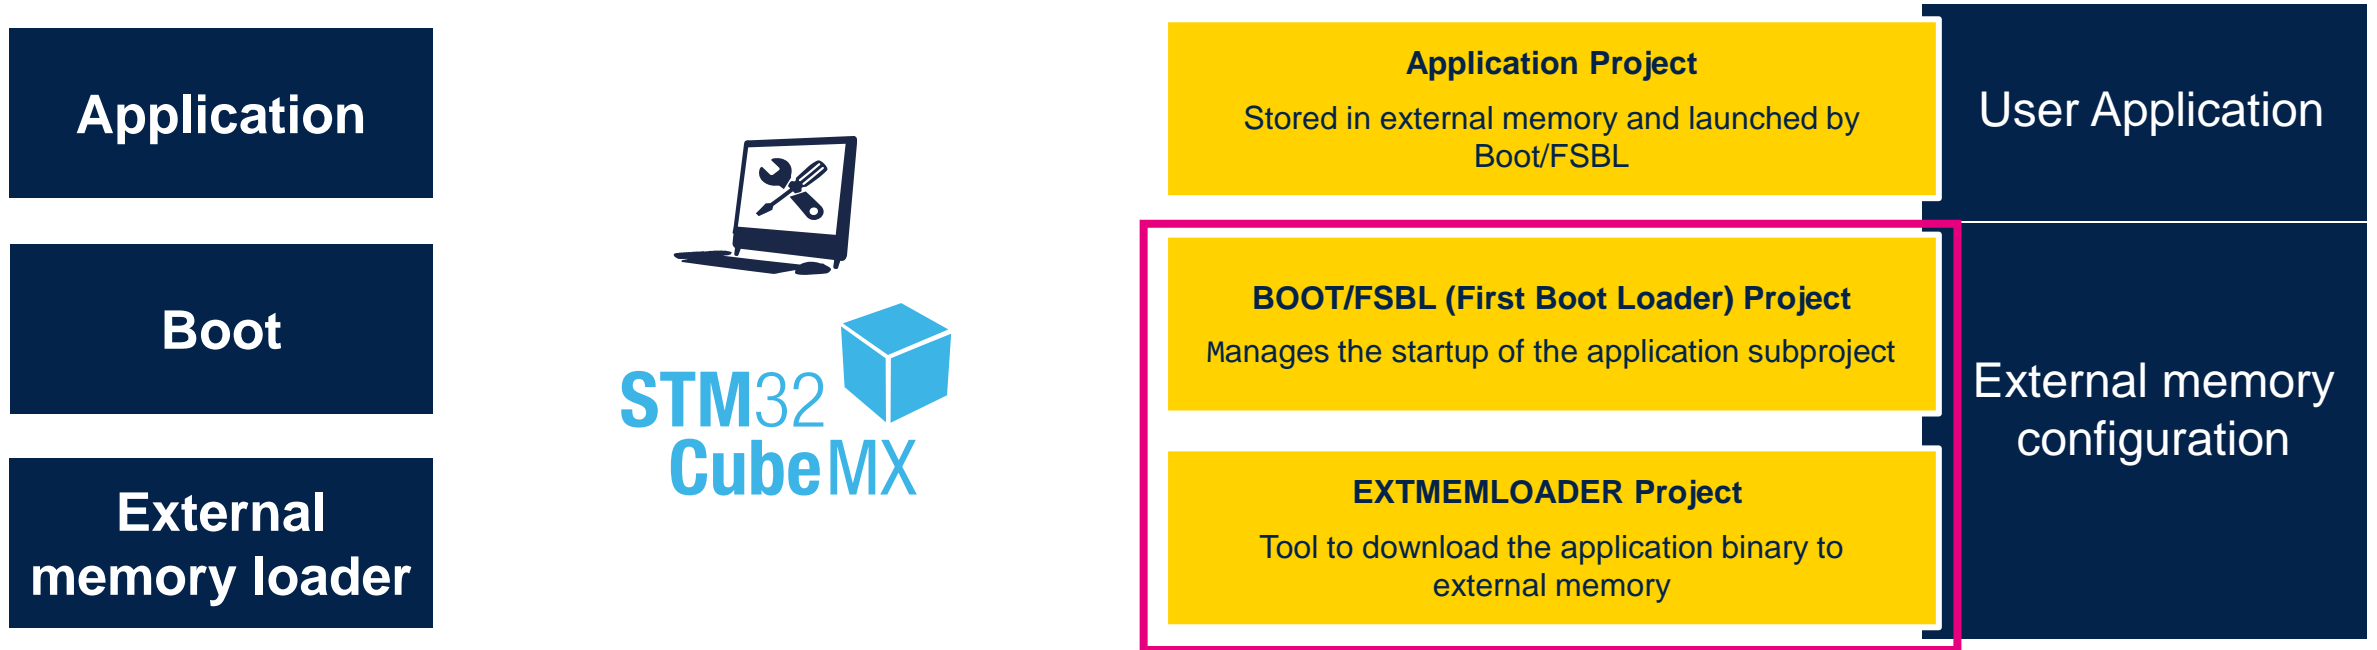 Application
Boot
External
memory loader
STM32
CubeMX
Application Project
Stored in external memory and launched by
Boot/FSBL
BOOT/FSBL (First Boot Loader) Project
Manages the startup of the application subproject
EXTMEMLOADER Project
Tool to download the application binary to
external memory
User Application
External memory
configuration